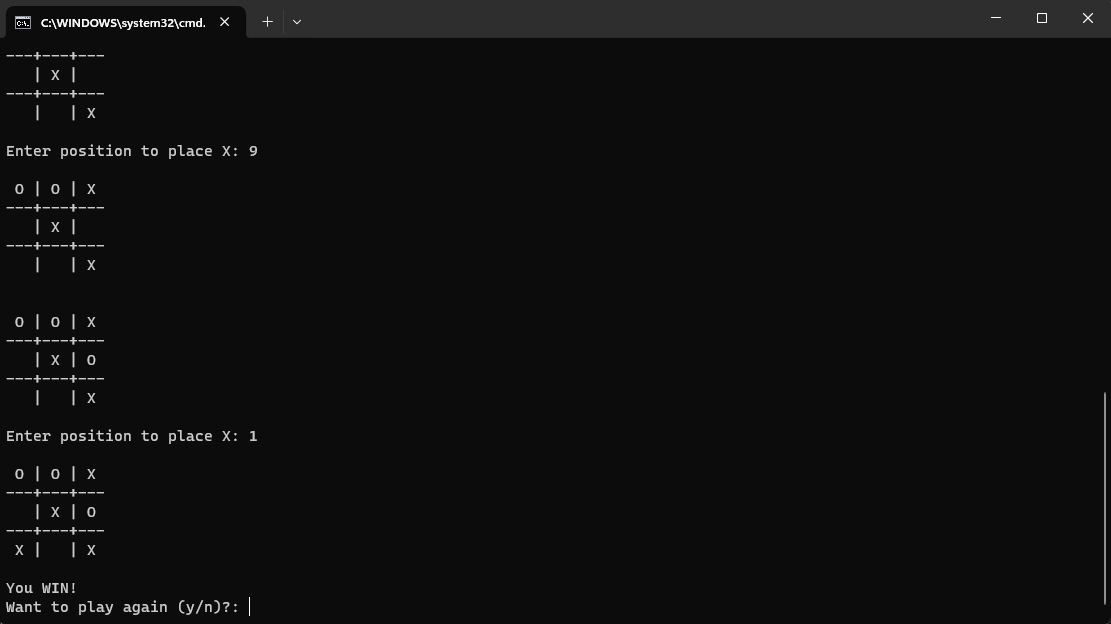 C:\WINDOWS\system32\cmd.
---+---+---
   | X |
---+---+---
   |   | X

Enter position to place X: 9

 O | O | X
---+---+---
   | X |
---+---+---
   |   | X


 O | O | X
---+---+---
   | X | O
---+---+---
   |   | X

Enter position to place X: 1

 O | O | X
---+---+---
   | X | O
---+---+---
 X |   | X

You WIN!
Want to play again (y/n)?: